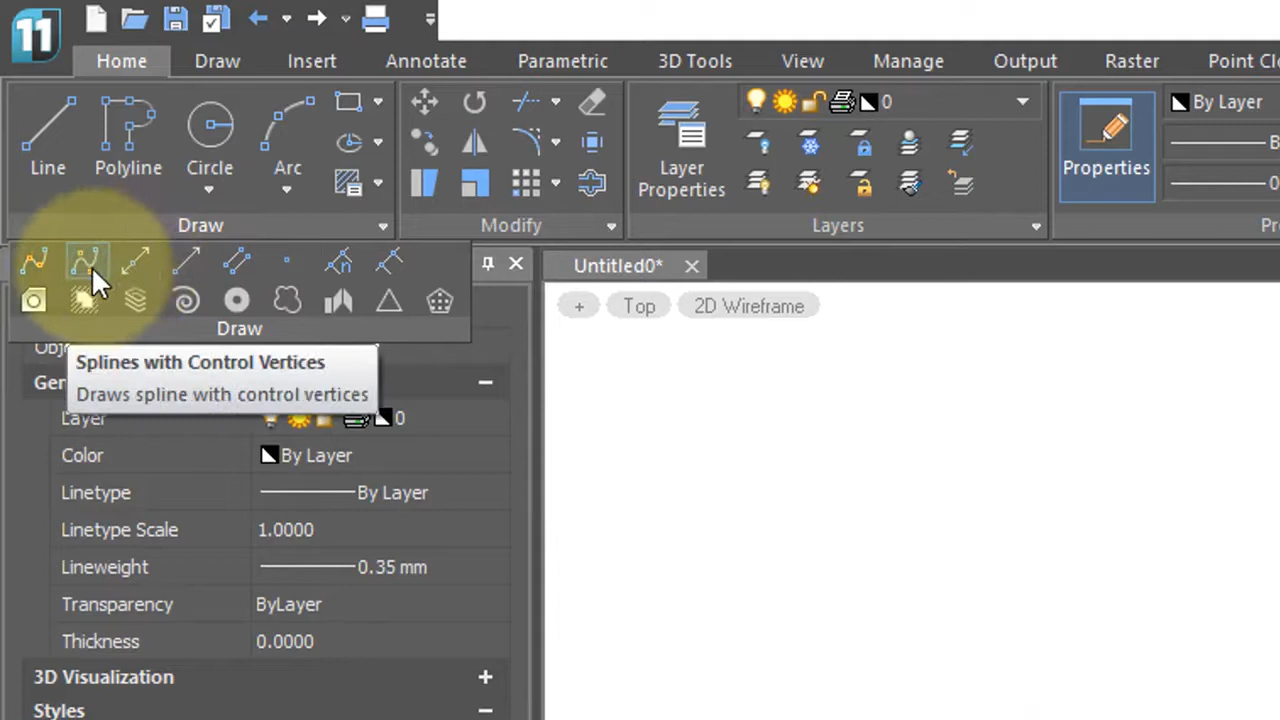 11
Home Draw Insert Annotate Parametric 3D Tools View Manage Output Raster Point Cl
0
By Layer
Line Polyline Circle Arc
Layer Properties
Properties
Draw Modify Layers
n
Untitled0*
+ Top 2D Wireframe
Draw
Splines with Control Vertices
Draws spline with control vertices
Layer 0
Color By Layer
Linetype By Layer
Linetype Scale 1.0000
Lineweight 0.35 mm
Transparency ByLayer
Thickness 0.0000
3D Visualization +
Styles